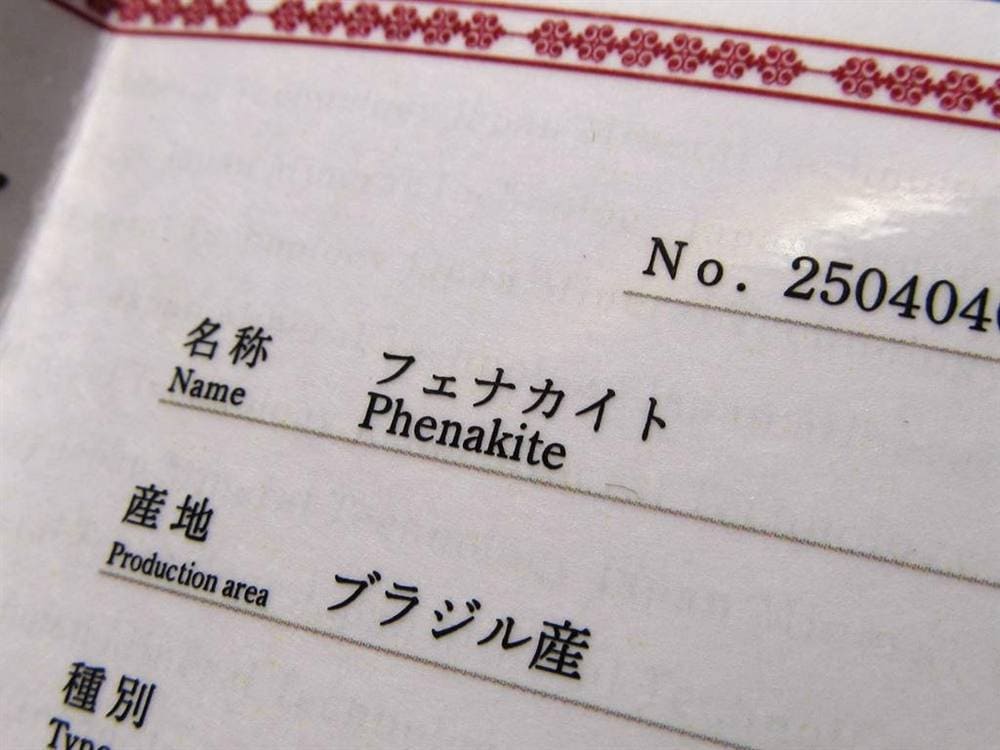 No. 250404
名称 フェナカイト
Name Phenakite
産地
Production area ブラジル産
種別
Type